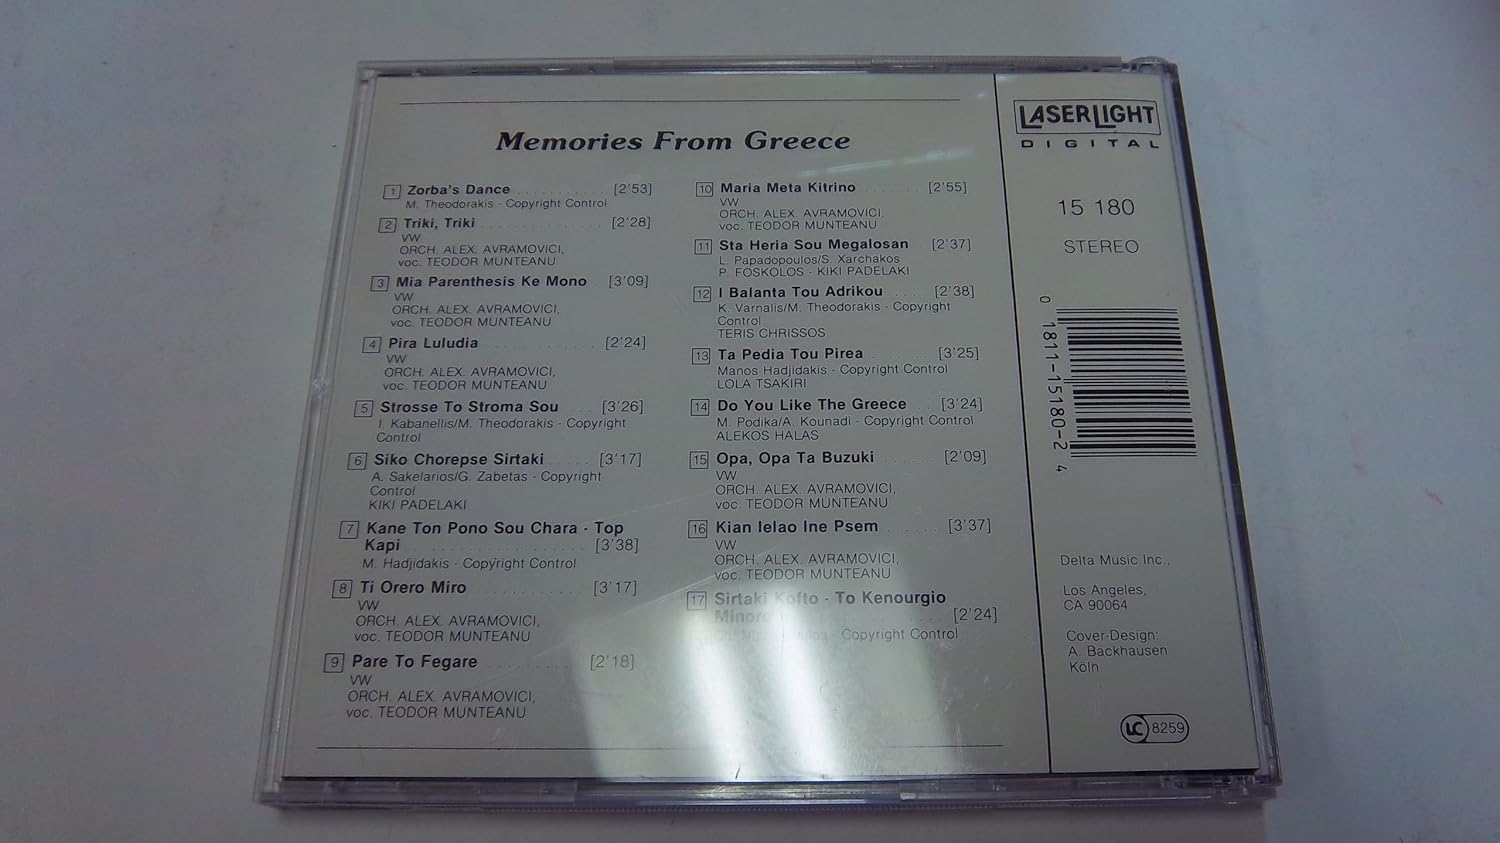 Memories From Greece
1 Zorba's Dance [2'53]
M. Theodorakis - Copyright Control
2 Triki, Triki [2'28]
VW
ORCH. ALEX. AVRAMOVICI,
voc. TEODOR MUNTEANU
3 Mia Parenthesis Ke Mono [3'09]
VW
ORCH. ALEX. AVRAMOVICI,
voc. TEODOR MUNTEANU
4 Pira Luludia [2'24]
VW
ORCH. ALEX. AVRAMOVICI,
voc. TEODOR MUNTEANU
5 Strosse To Stroma Sou [3'26]
I. Kabanellis/M. Theodorakis - Copyright
Control
6 Siko Chorepse Sirtaki [3'17]
A. Sakelarios/G. Zabetas - Copyright
Control
KIKI PADELAKI
7 Kane Ton Pono Sou Chara - Top
Kapi [3'38]
M. Hadjidakis - Copyright Control
8 Ti Orero Miro [3'17]
VW
ORCH. ALEX. AVRAMOVICI,
voc. TEODOR MUNTEANU
9 Pare To Fegare [2'18]
VW
ORCH. ALEX. AVRAMOVICI,
voc. TEODOR MUNTEANU
10 Maria Meta Kitrino [2'55]
VW
ORCH. ALEX. AVRAMOVICI,
voc. TEODOR MUNTEANU
11 Sta Heria Sou Megalosan [2'37]
L. Papadopoulos/S. Xarchakos
P. FOSKOLOS - KIKI PADELAKI
12 I Balanta Tou Adrikou [2'38]
K. Varnalis/M. Theodorakis - Copyright
Control
TERIS CHRISSOS
13 Ta Pedia Tou Pirea [3'25]
Manos Hadjidakis - Copyright Control
LOLA TSAKIRI
14 Do You Like The Greece [3'24]
M. Podika/A. Kounadi - Copyright Control
ALEKOS HALAS
15 Opa, Opa Ta Buzuki [2'09]
VW
ORCH. ALEX. AVRAMOVICI,
voc. TEODOR MUNTEANU
16 Kian Ielao Ine Psem [3'37]
VW
ORCH. ALEX. AVRAMOVICI,
voc. TEODOR MUNTEANU
17 Sirtaki Kofto - To Kenourgio
Minore [2'24]
- Copyright Control
LASERLIGHT
DIGITAL
15 180
STEREO
0 1811-15180-2 4
Delta Music Inc.,
Los Angeles,
CA 90064
Cover-Design:
A. Backhausen
Köln
LC 8259